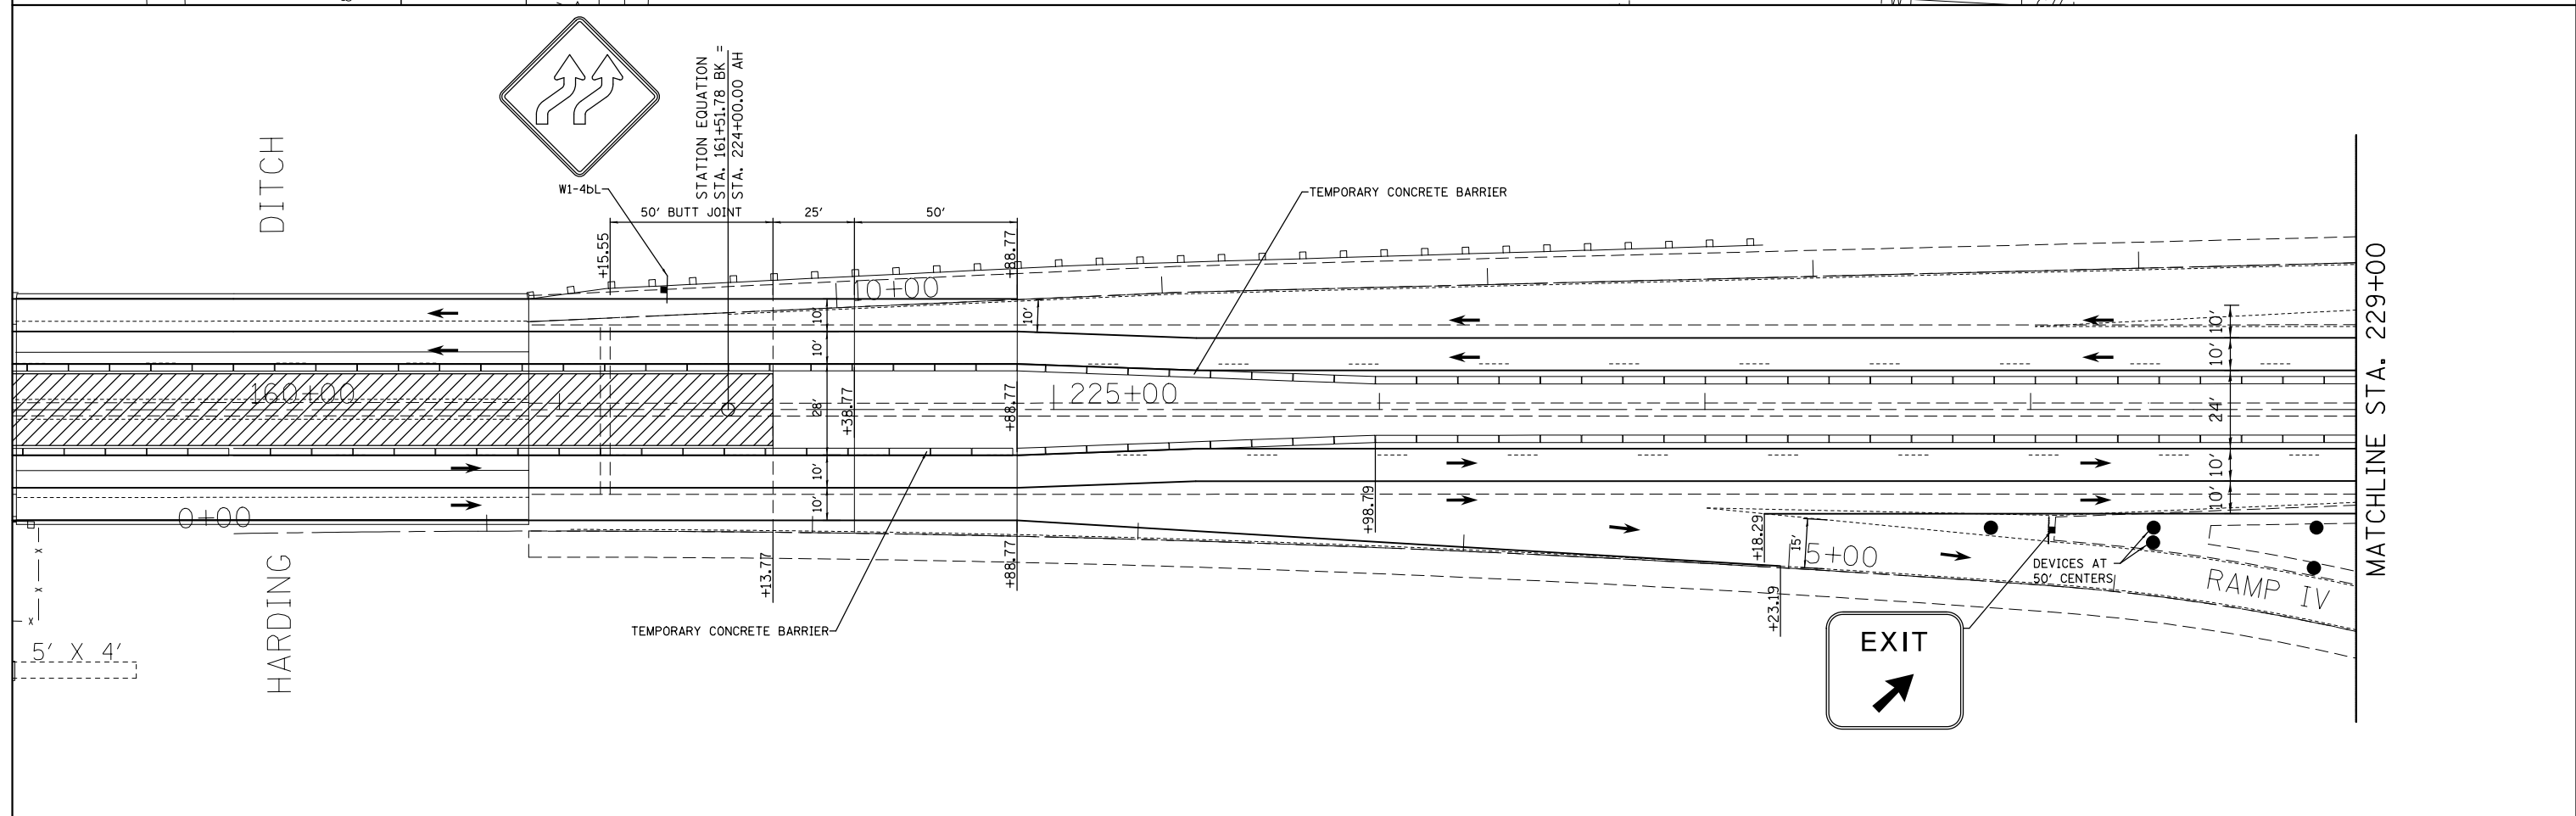 DITCH
W1-4bL
STATION EQUATION
STA. 161+51.78 BK =
STA. 224+00.00 AH
50' BUTT JOINT
25'
50'
TEMPORARY CONCRETE BARRIER
+15.55
+88.77
10+00
10'
10'
10'
28'
10'
10'
+38.77
+88.77
160+00
225+00
10'
10'
24'
10'
10'
MATCHLINE STA. 229+00
0+00
HARDING
5' X 4'
+13.77
+88.77
+98.79
+18.29
15'
5+00
+23.19
TEMPORARY CONCRETE BARRIER
DEVICES AT
50' CENTERS
RAMP IV
EXIT